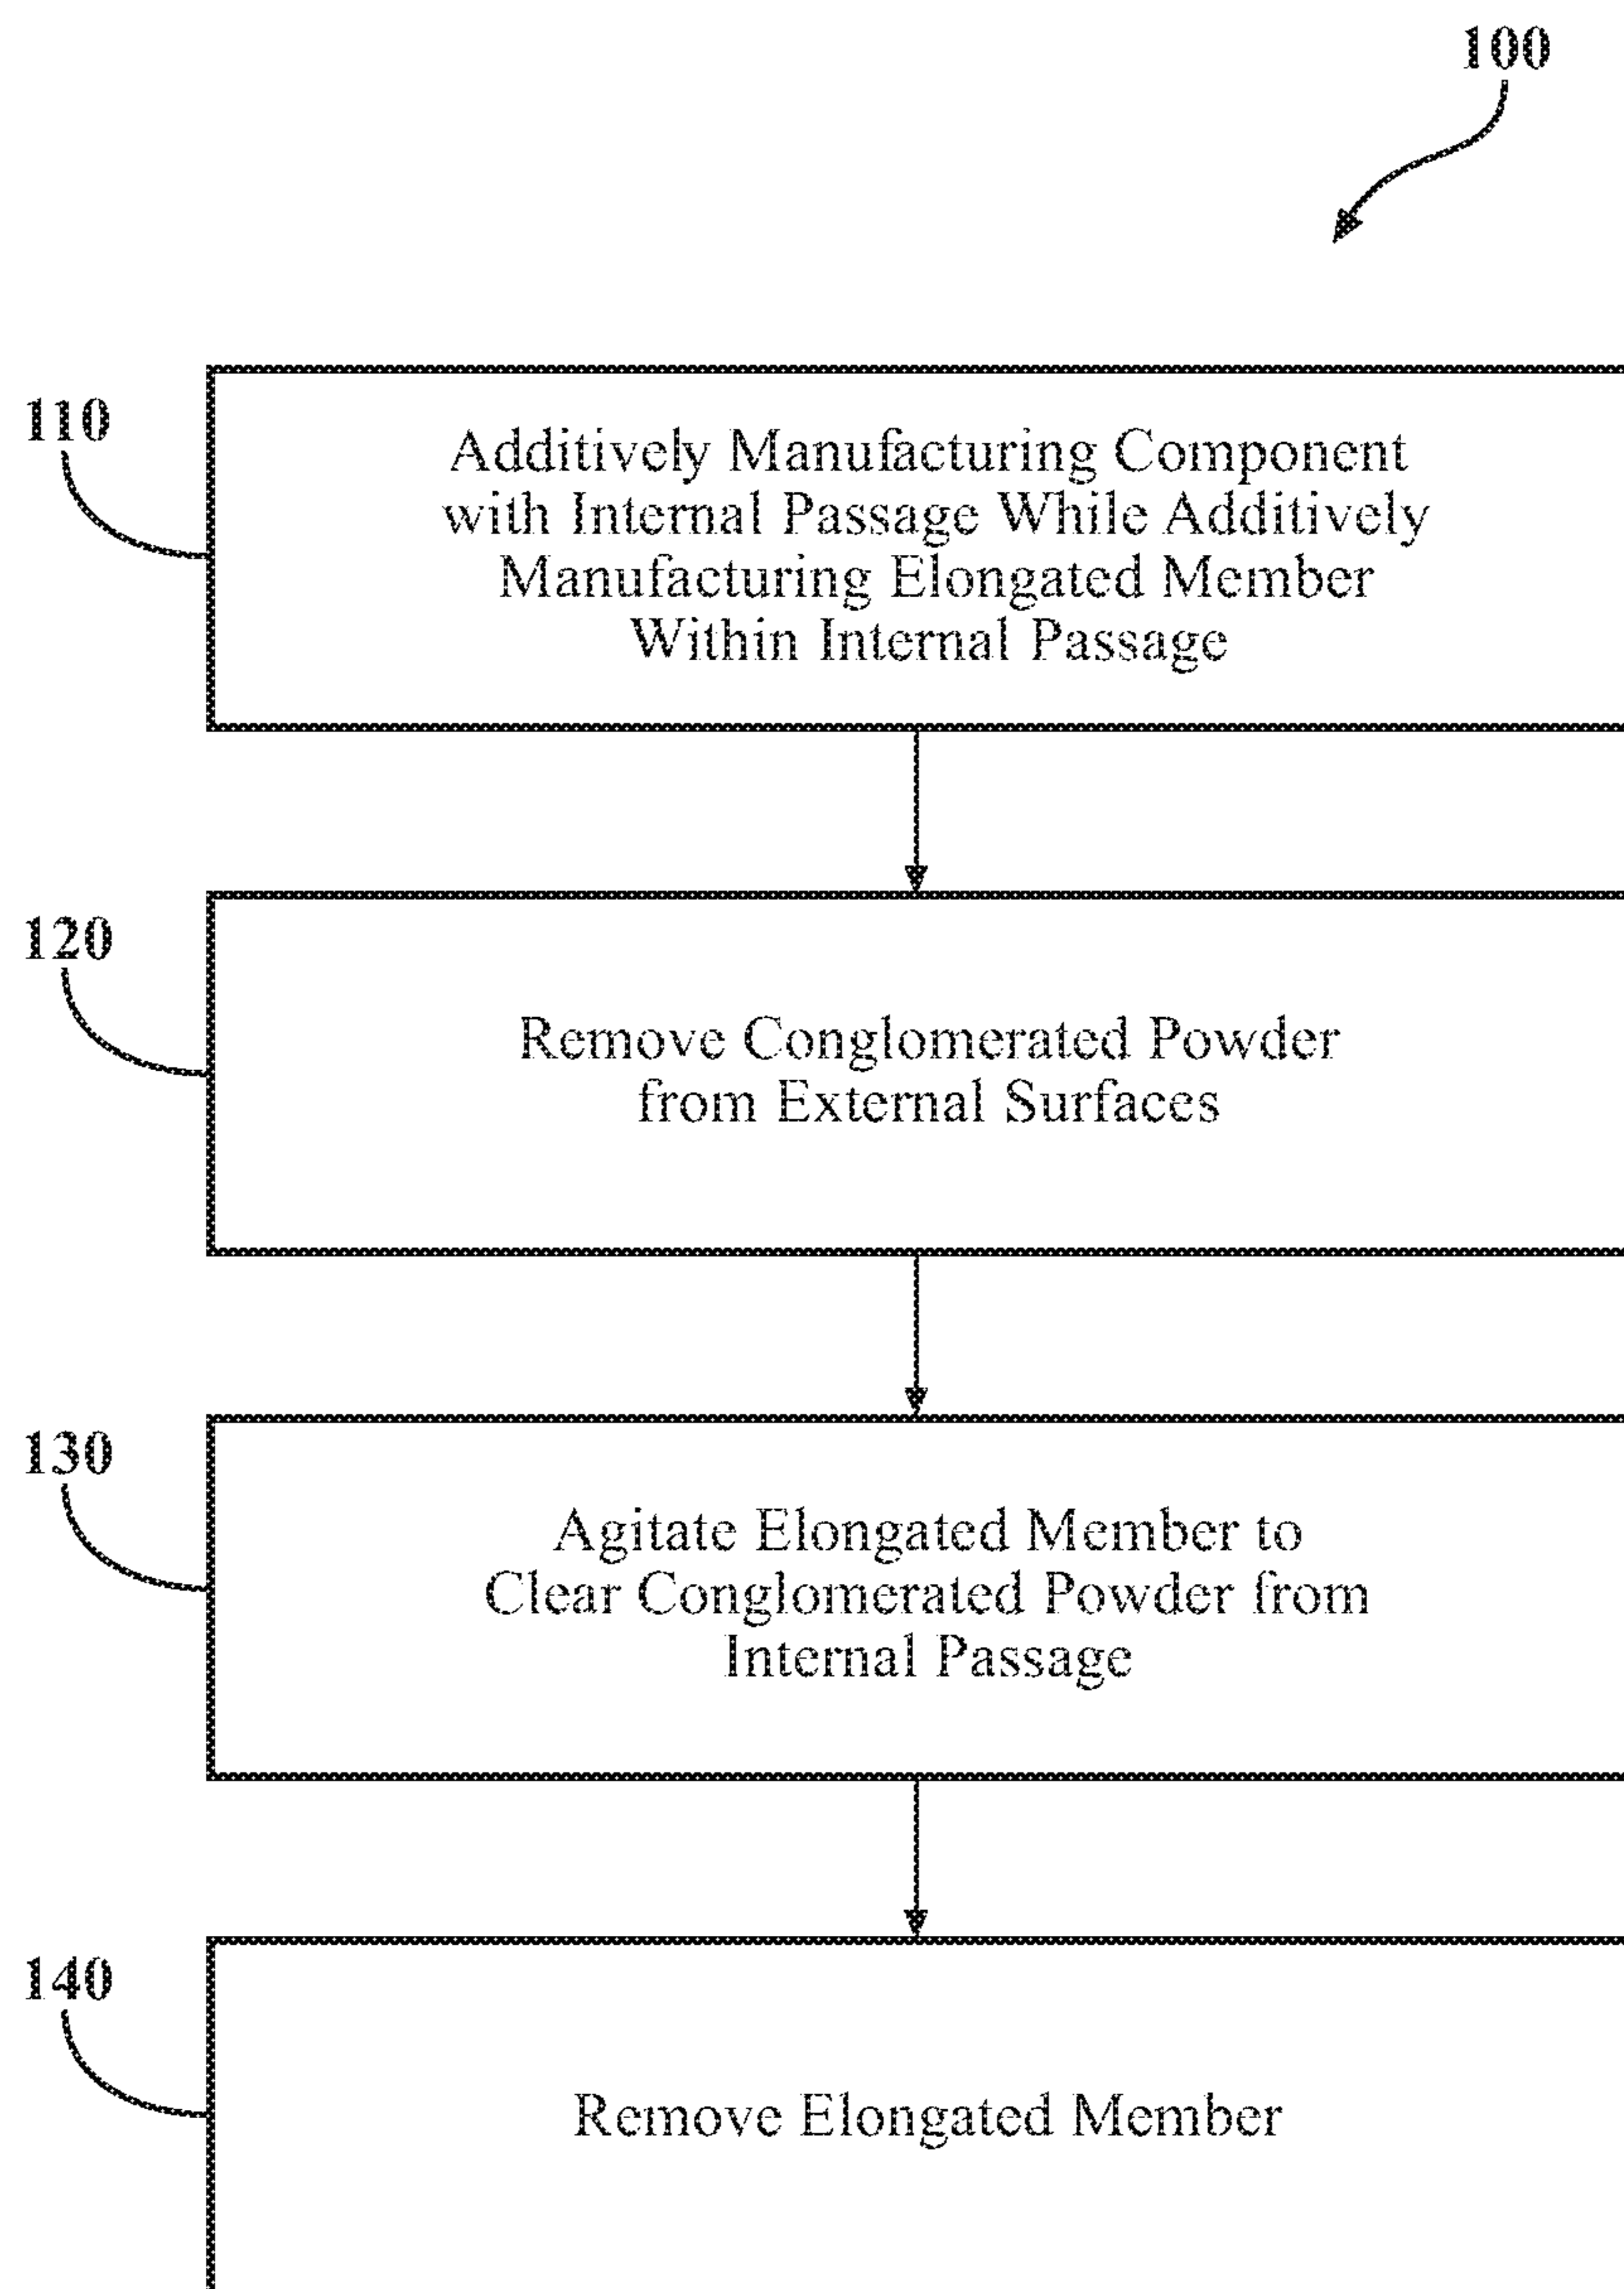 100
110
Additively Manufacturing Component
with Internal Passage While Additively
Manufacturing Elongated Member
Within Internal Passage
120
Remove Conglomerated Powder
from External Surfaces
130
Agitate Elongated Member to
Clear Conglomerated Powder from
Internal Passage
140
Remove Elongated Member